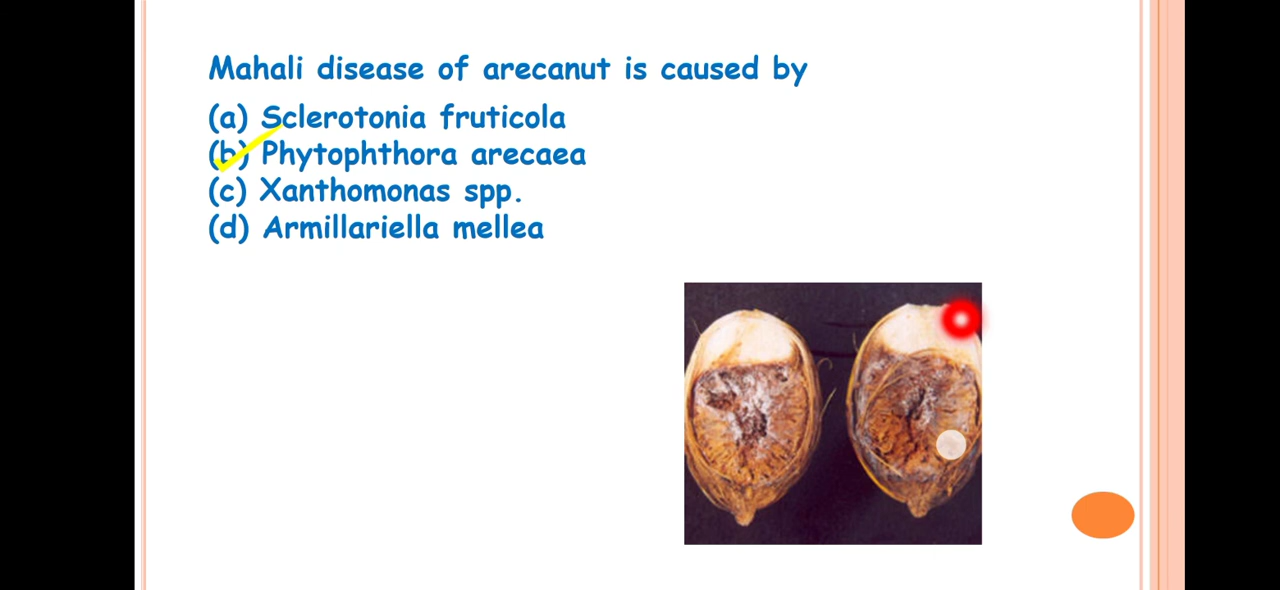 Mahali disease of arecanut is caused by
(a) Sclerotonia fruticola
(b) Phytophthora arecaea
(c) Xanthomonas spp.
(d) Armillariella mellea